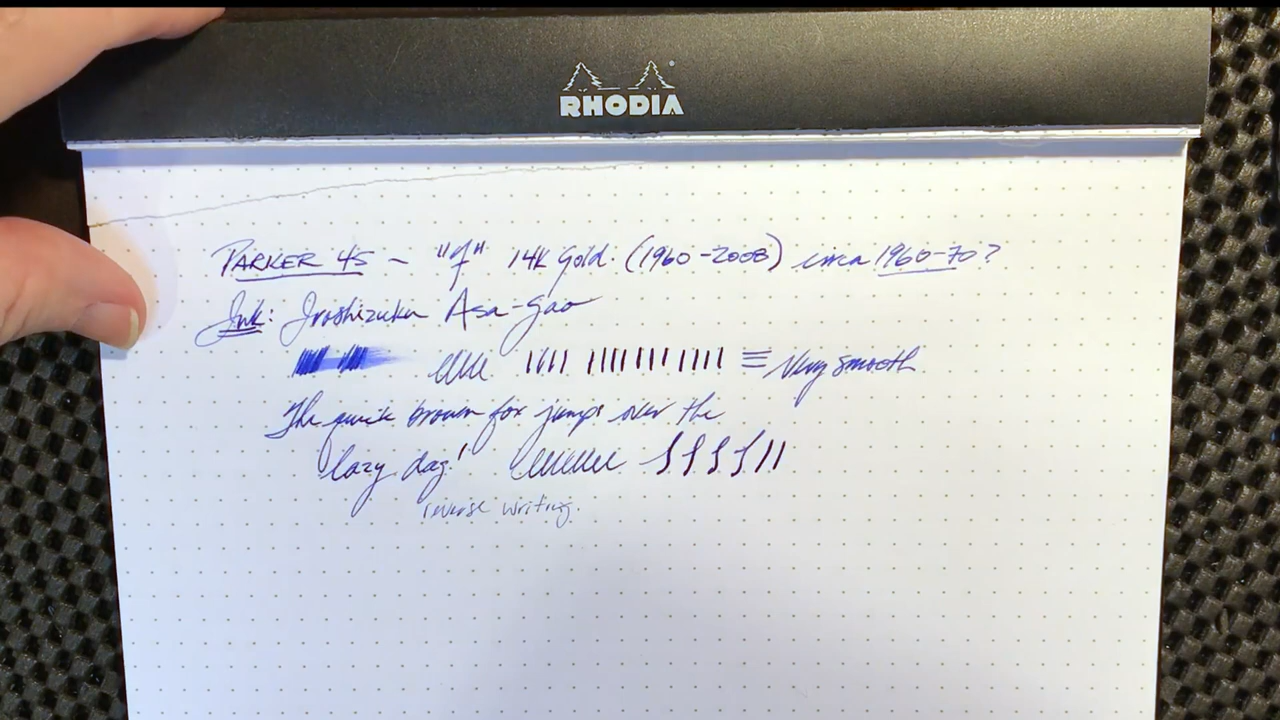 RHODIA
PARKER 45 ~ "f" 14K Gold. (1960-2008) circa 1960-70?
Ink: Iroshizuku Asa-gao
Very smooth
The quick brown fox jumps over the
lazy dog!
reverse writing.